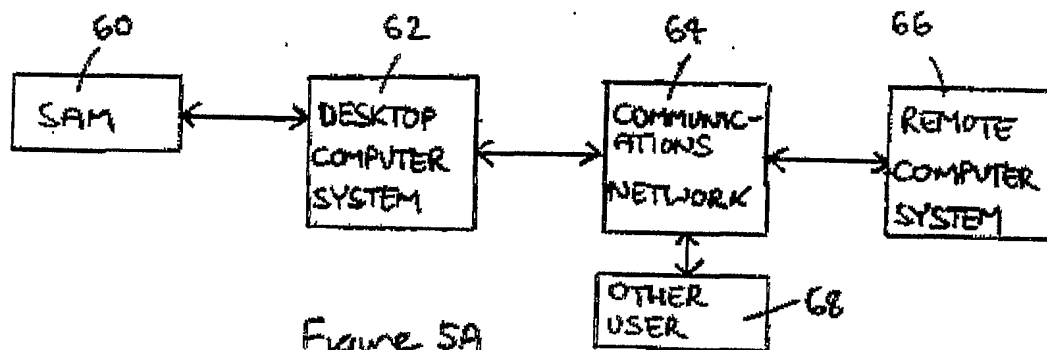 60
62
64
66
SAM
DESKTOP
COMPUTER
SYSTEM
COMMUNIC-
ATIONS
NETWORK
REMOTE
COMPUTER
SYSTEM
OTHER
USER
68
Figure 5A